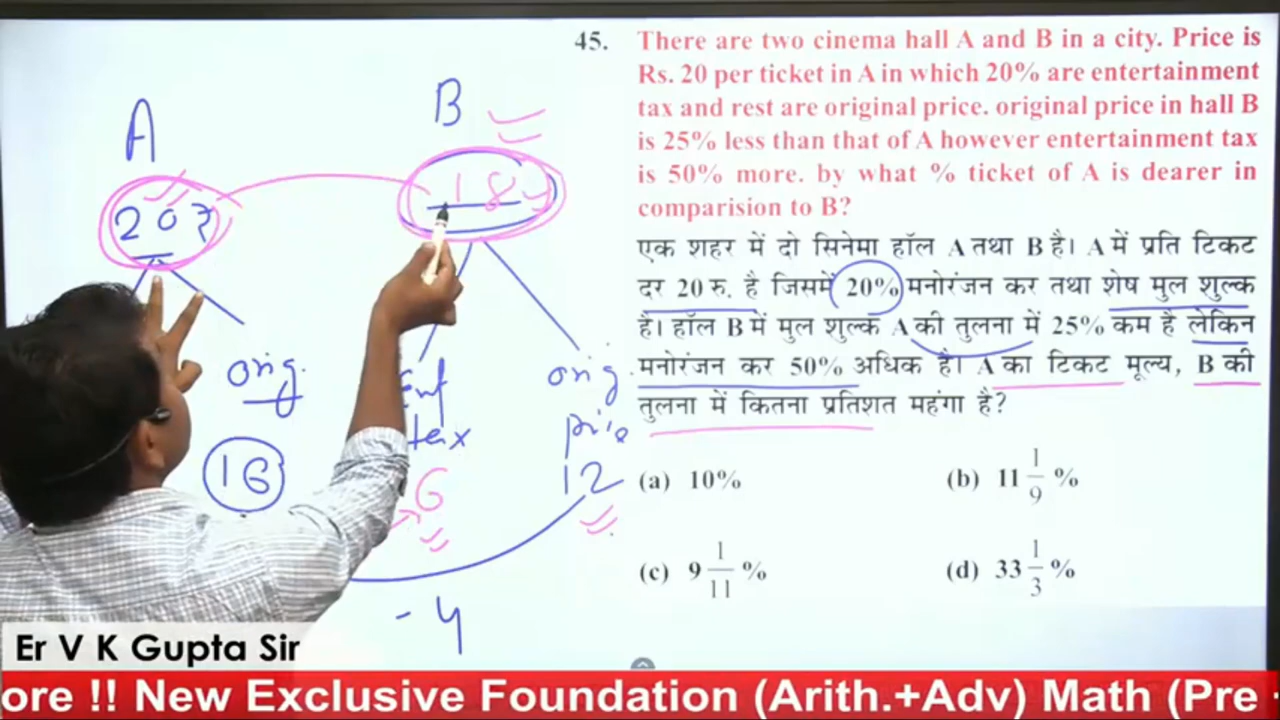 A
B
20₹
18
orig.
16
Ent
tax
6
orig
price
12
-4
45. There are two cinema hall A and B in a city. Price is
Rs. 20 per ticket in A in which 20% are entertainment
tax and rest are original price. original price in hall B
is 25% less than that of A however entertainment tax
is 50% more. by what % ticket of A is dearer in
comparision to B?
एक शहर में दो सिनेमा हॉल A तथा B है। A में प्रति टिकट
दर 20 रु. है जिसमें 20% मनोरंजन कर तथा शेष मुल शुल्क
है। हॉल B में मुल शुल्क A की तुलना में 25% कम है लेकिन
मनोरंजन कर 50% अधिक है। A का टिकट मूल्य, B की
तुलना में कितना प्रतिशत महंगा है?
(a) 10% (b) 11 1/9 %
(c) 9 1/11 % (d) 33 1/3 %
Er V K Gupta Sir
ore !! New Exclusive Foundation (Arith.+Adv) Math (Pre